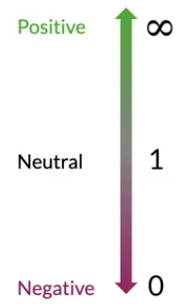 Positive ∞
Neutral 1
Negative 0